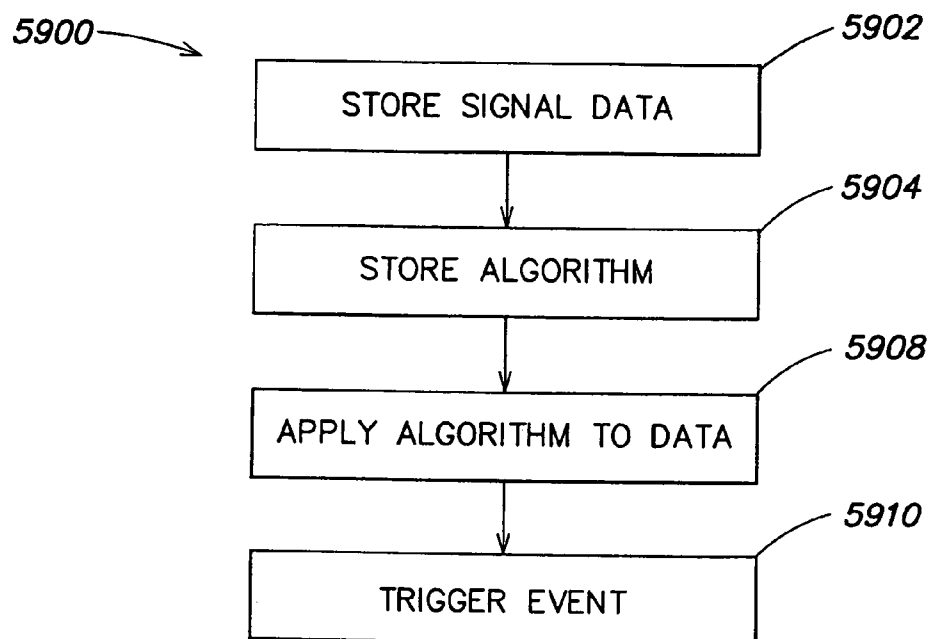 5900
5902
STORE SIGNAL DATA
5904
STORE ALGORITHM
5908
APPLY ALGORITHM TO DATA
5910
TRIGGER EVENT